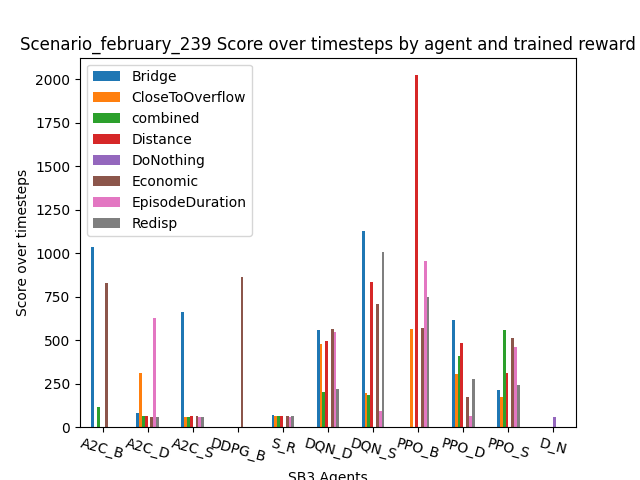 Scenario_february_239 Score over timesteps by agent and trained reward
Bridge
CloseToOverflow
combined
Distance
DoNothing
Economic
EpisodeDuration
Redisp
Score over timesteps
2000
1750
1500
1250
1000
750
500
250
0
A2C_B
A2C_D
A2C_S
DDPG_B
S_R
DQN_D
DQN_S
PPO_B
PPO_D
PPO_S
D_N
SB3 Agents